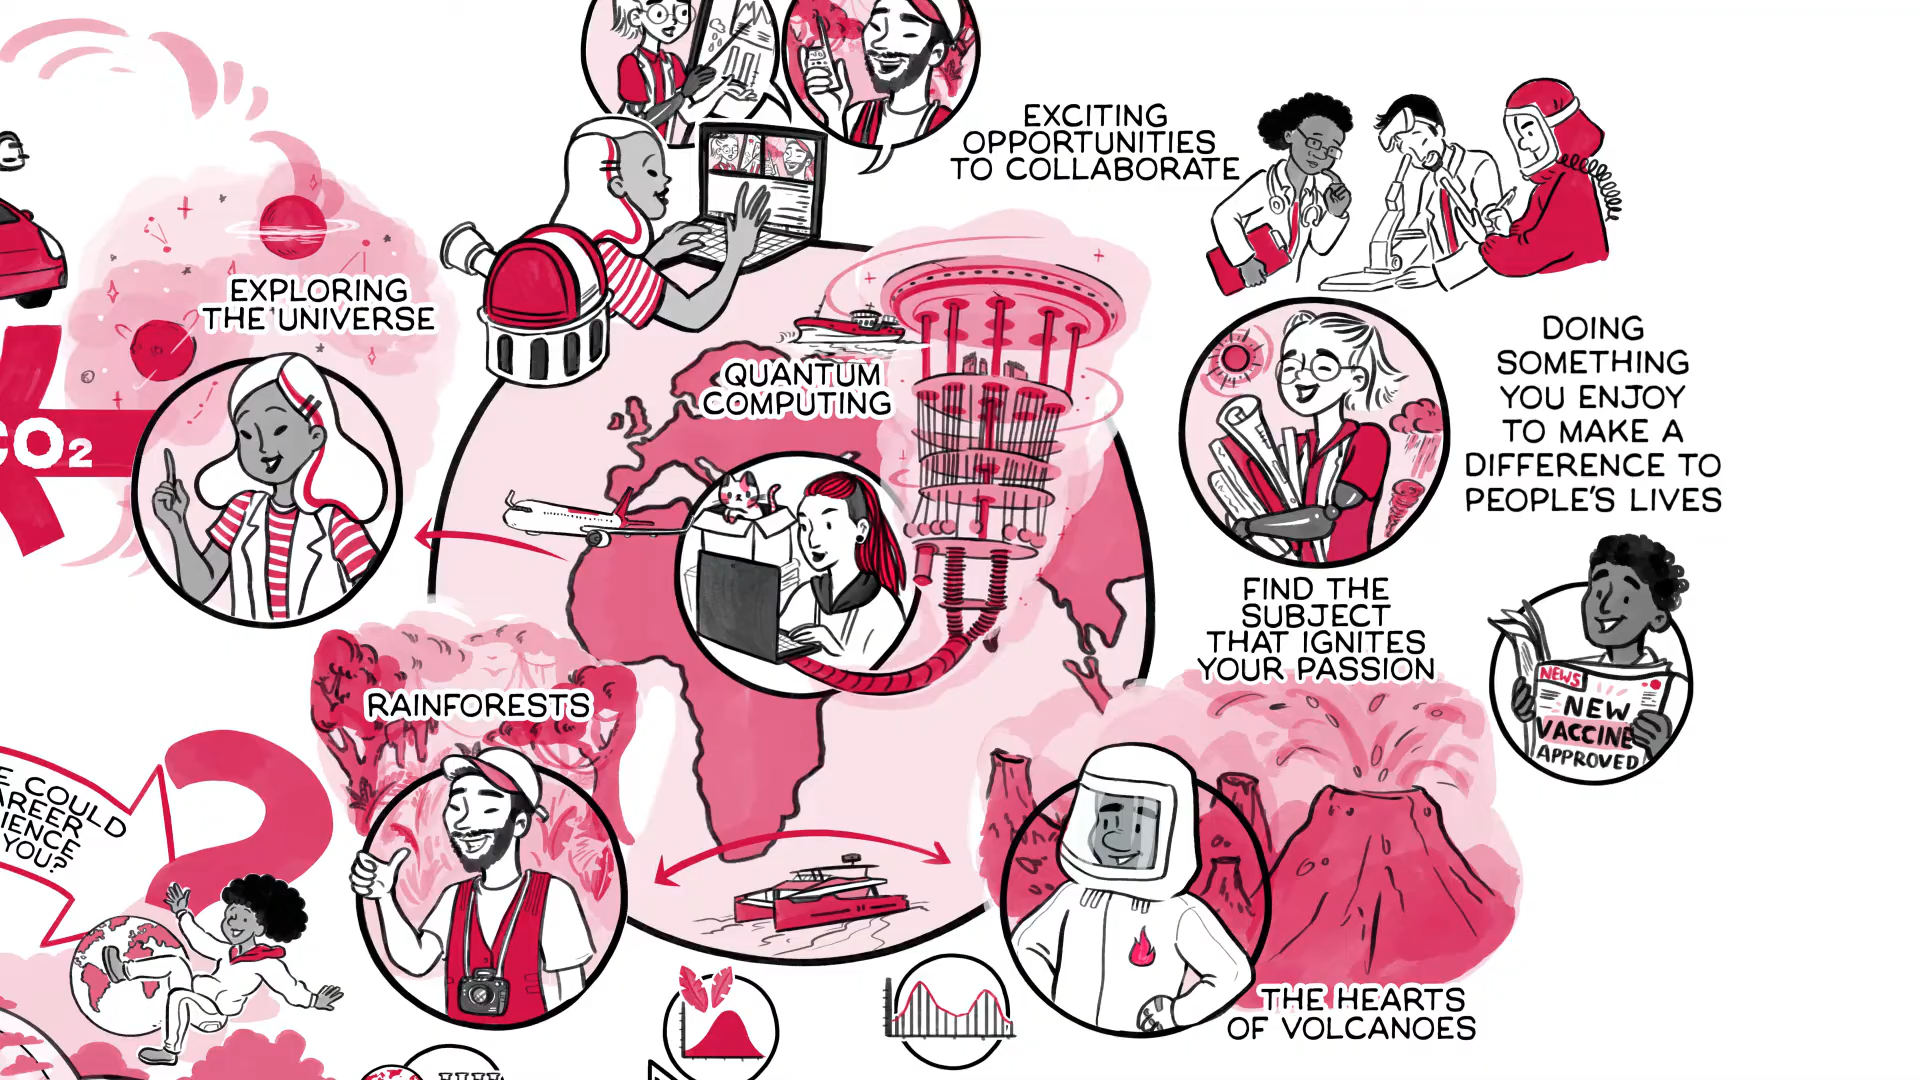 EXCITING
OPPORTUNITIES
TO COLLABORATE
EXPLORING
THE UNIVERSE
QUANTUM
COMPUTING
DOING
SOMETHING
YOU ENJOY
TO MAKE A
DIFFERENCE TO
PEOPLE'S LIVES
CO2
FIND THE
SUBJECT
THAT IGNITES
YOUR PASSION
NEWS
NEW
VACCINE
APPROVED
RAINFORESTS
COULD
YOU?
THE HEARTS
OF VOLCANOES